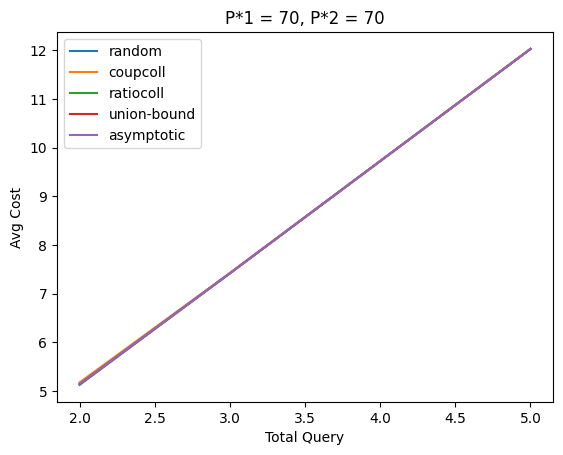 P*1 = 70, P*2 = 70
random
coupcoll
ratiocoll
union-bound
asymptotic
Avg Cost
12
11
10
9
8
7
6
5
2.0 2.5 3.0 3.5 4.0 4.5 5.0
Total Query